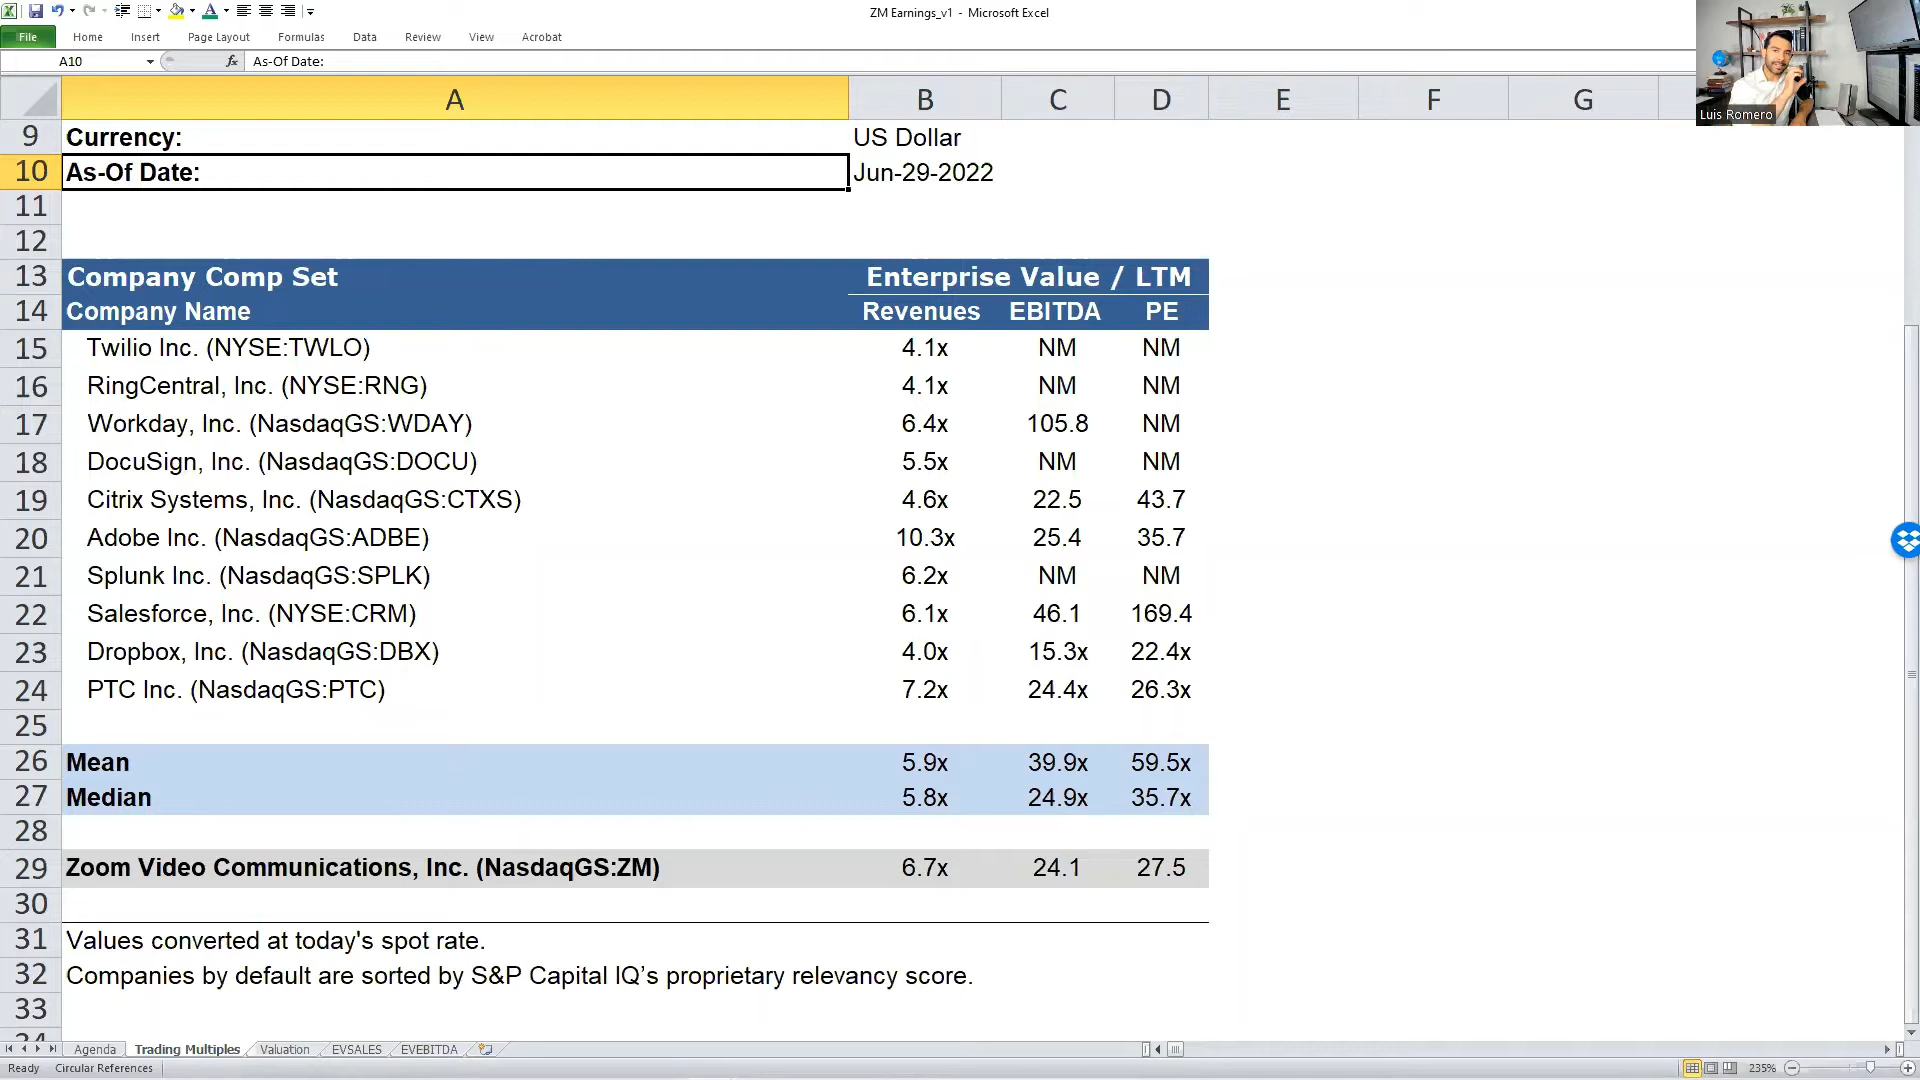 ZM Earnings_v1 - Microsoft Excel
File Home Insert Page Layout Formulas Data Review View Acrobat
A10 fx As-Of Date:
Luis Romero
A B C D E F G
9 Currency: US Dollar
10 As-Of Date: Jun-29-2022
11
12
13 Company Comp Set Enterprise Value / LTM
14 Company Name Revenues EBITDA PE
15 Twilio Inc. (NYSE:TWLO) 4.1x NM NM
16 RingCentral, Inc. (NYSE:RNG) 4.1x NM NM
17 Workday, Inc. (NasdaqGS:WDAY) 6.4x 105.8 NM
18 DocuSign, Inc. (NasdaqGS:DOCU) 5.5x NM NM
19 Citrix Systems, Inc. (NasdaqGS:CTXS) 4.6x 22.5 43.7
20 Adobe Inc. (NasdaqGS:ADBE) 10.3x 25.4 35.7
21 Splunk Inc. (NasdaqGS:SPLK) 6.2x NM NM
22 Salesforce, Inc. (NYSE:CRM) 6.1x 46.1 169.4
23 Dropbox, Inc. (NasdaqGS:DBX) 4.0x 15.3x 22.4x
24 PTC Inc. (NasdaqGS:PTC) 7.2x 24.4x 26.3x
25
26 Mean 5.9x 39.9x 59.5x
27 Median 5.8x 24.9x 35.7x
28
29 Zoom Video Communications, Inc. (NasdaqGS:ZM) 6.7x 24.1 27.5
30
31 Values converted at today's spot rate.
32 Companies by default are sorted by S&P Capital IQ’s proprietary relevancy score.
33
34
Agenda Trading Multiples Valuation EVSALES EVEBITDA
Ready Circular References 235%